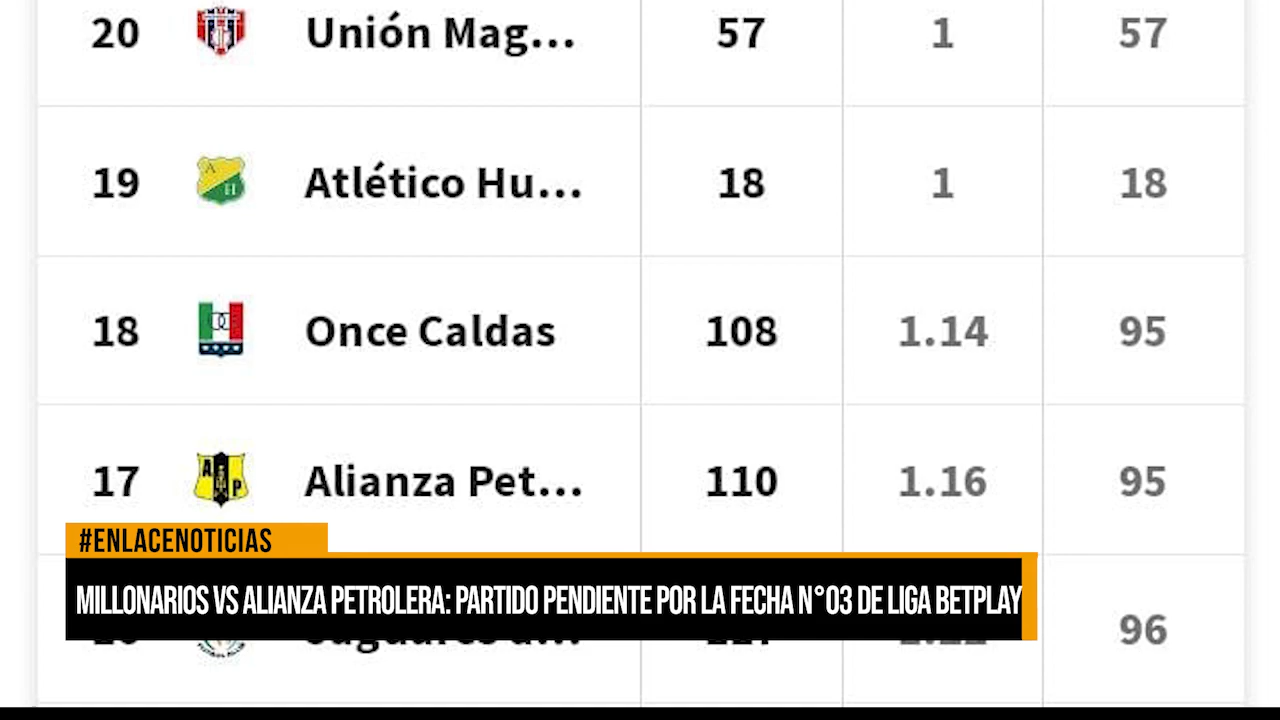 20 Unión Mag... 57 1 57
19 Atlético Hu... 18 1 18
18 Once Caldas 108 1.14 95
17 Alianza Pet... 110 1.16 95
#ENLACENOTICIAS
MILLONARIOS VS ALIANZA PETROLERA: PARTIDO PENDIENTE POR LA FECHA N°03 DE LIGA BETPLAY
96